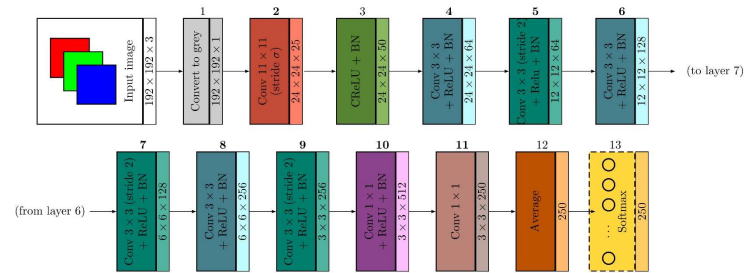 1
2
3
4
5
6
Input image
192 × 192 × 3
Convert to grey
192 × 192 × 1
Conv 11 × 11
(stride σ)
24 × 24 × 25
CReLU + BN
24 × 24 × 50
Conv 3 × 3
+ ReLU + BN
24 × 24 × 64
Conv 3 × 3 (stride 2)
+ Relu + BN
12 × 12 × 64
Conv 3 × 3
+ ReLU + BN
12 × 12 × 128
(to layer 7)
7
8
9
10
11
12
13
(from layer 6)
Conv 3 × 3 (stride 2)
+ ReLU + BN
6 × 6 × 128
Conv 3 × 3
+ ReLU + BN
6 × 6 × 256
Conv 3 × 3 (stride 2)
+ ReLU + BN
3 × 3 × 256
Conv 1 × 1
+ ReLU + BN
3 × 3 × 512
Conv 1 × 1
3 × 3 × 250
Average
250
...
Softmax
250